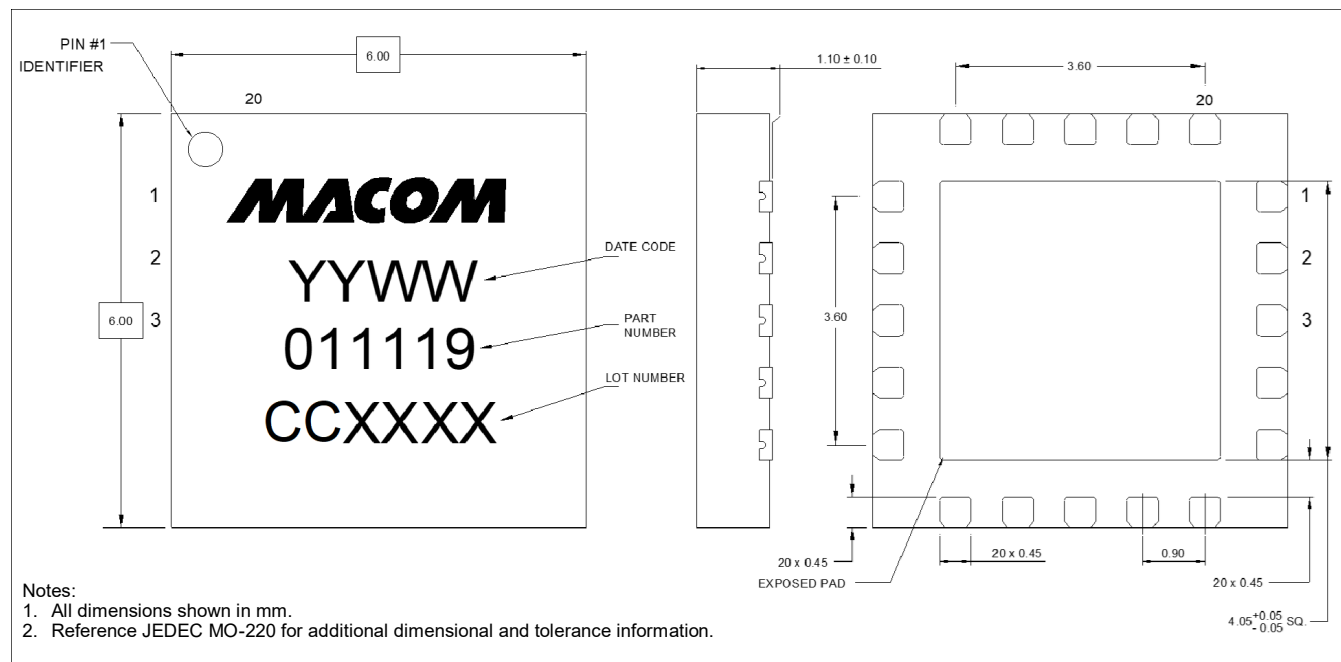 PIN #1
IDENTIFIER
6.00
1.10 ± 0.10
3.60
20
20
1
MACOM
1
2
DATE CODE
YYWW
2
6.00
3
PART
NUMBER
011119
3.60
3
LOT NUMBER
CCXXXX
20 x 0.45
20 x 0.45
0.90
EXPOSED PAD
20 x 0.45
4.05 +0.05 - 0.05 SQ.
Notes:
1. All dimensions shown in mm.
2. Reference JEDEC MO-220 for additional dimensional and tolerance information.